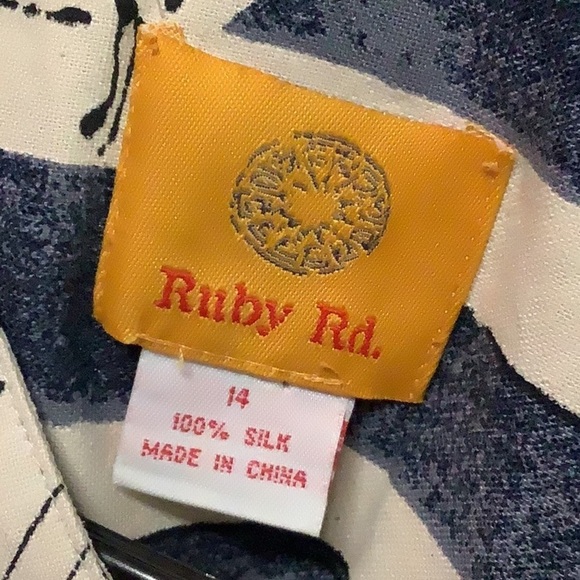 Ruby Rd.
14
100% SILK
MADE IN CHINA